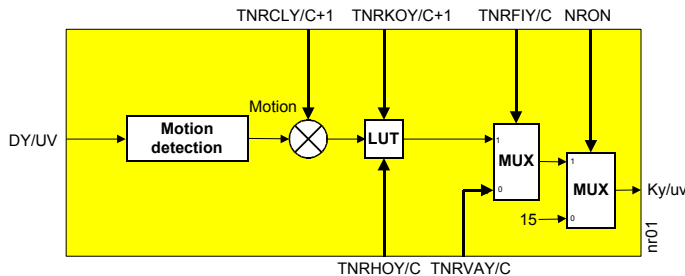 TNRCLY/C+1 TNRKOY/C+1 TNRFIY/C NRON
Motion
DY/UV
Motion
detection
LUT
1
MUX
0
1
MUX
0
15
Ky/uv
nr01
TNRHOY/C TNRVAY/C